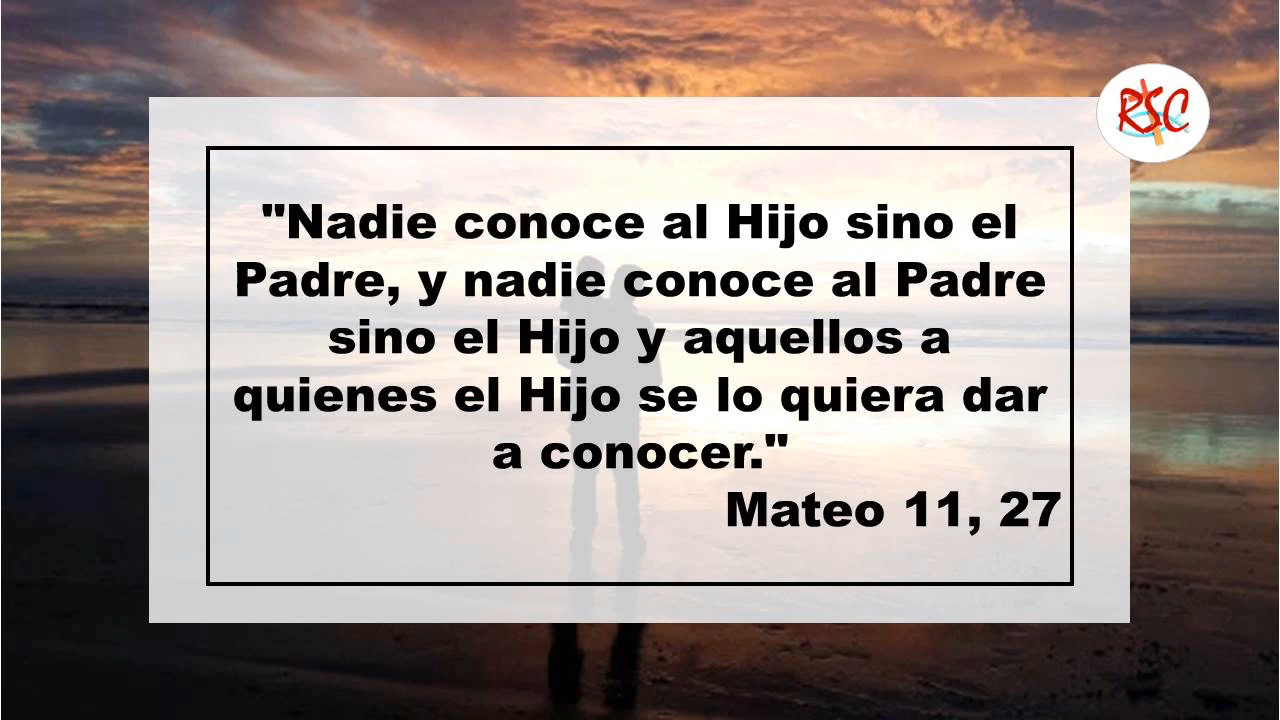 RSC
"Nadie conoce al Hijo sino el
Padre, y nadie conoce al Padre
sino el Hijo y aquellos a
quienes el Hijo se lo quiera dar
a conocer."
Mateo 11, 27